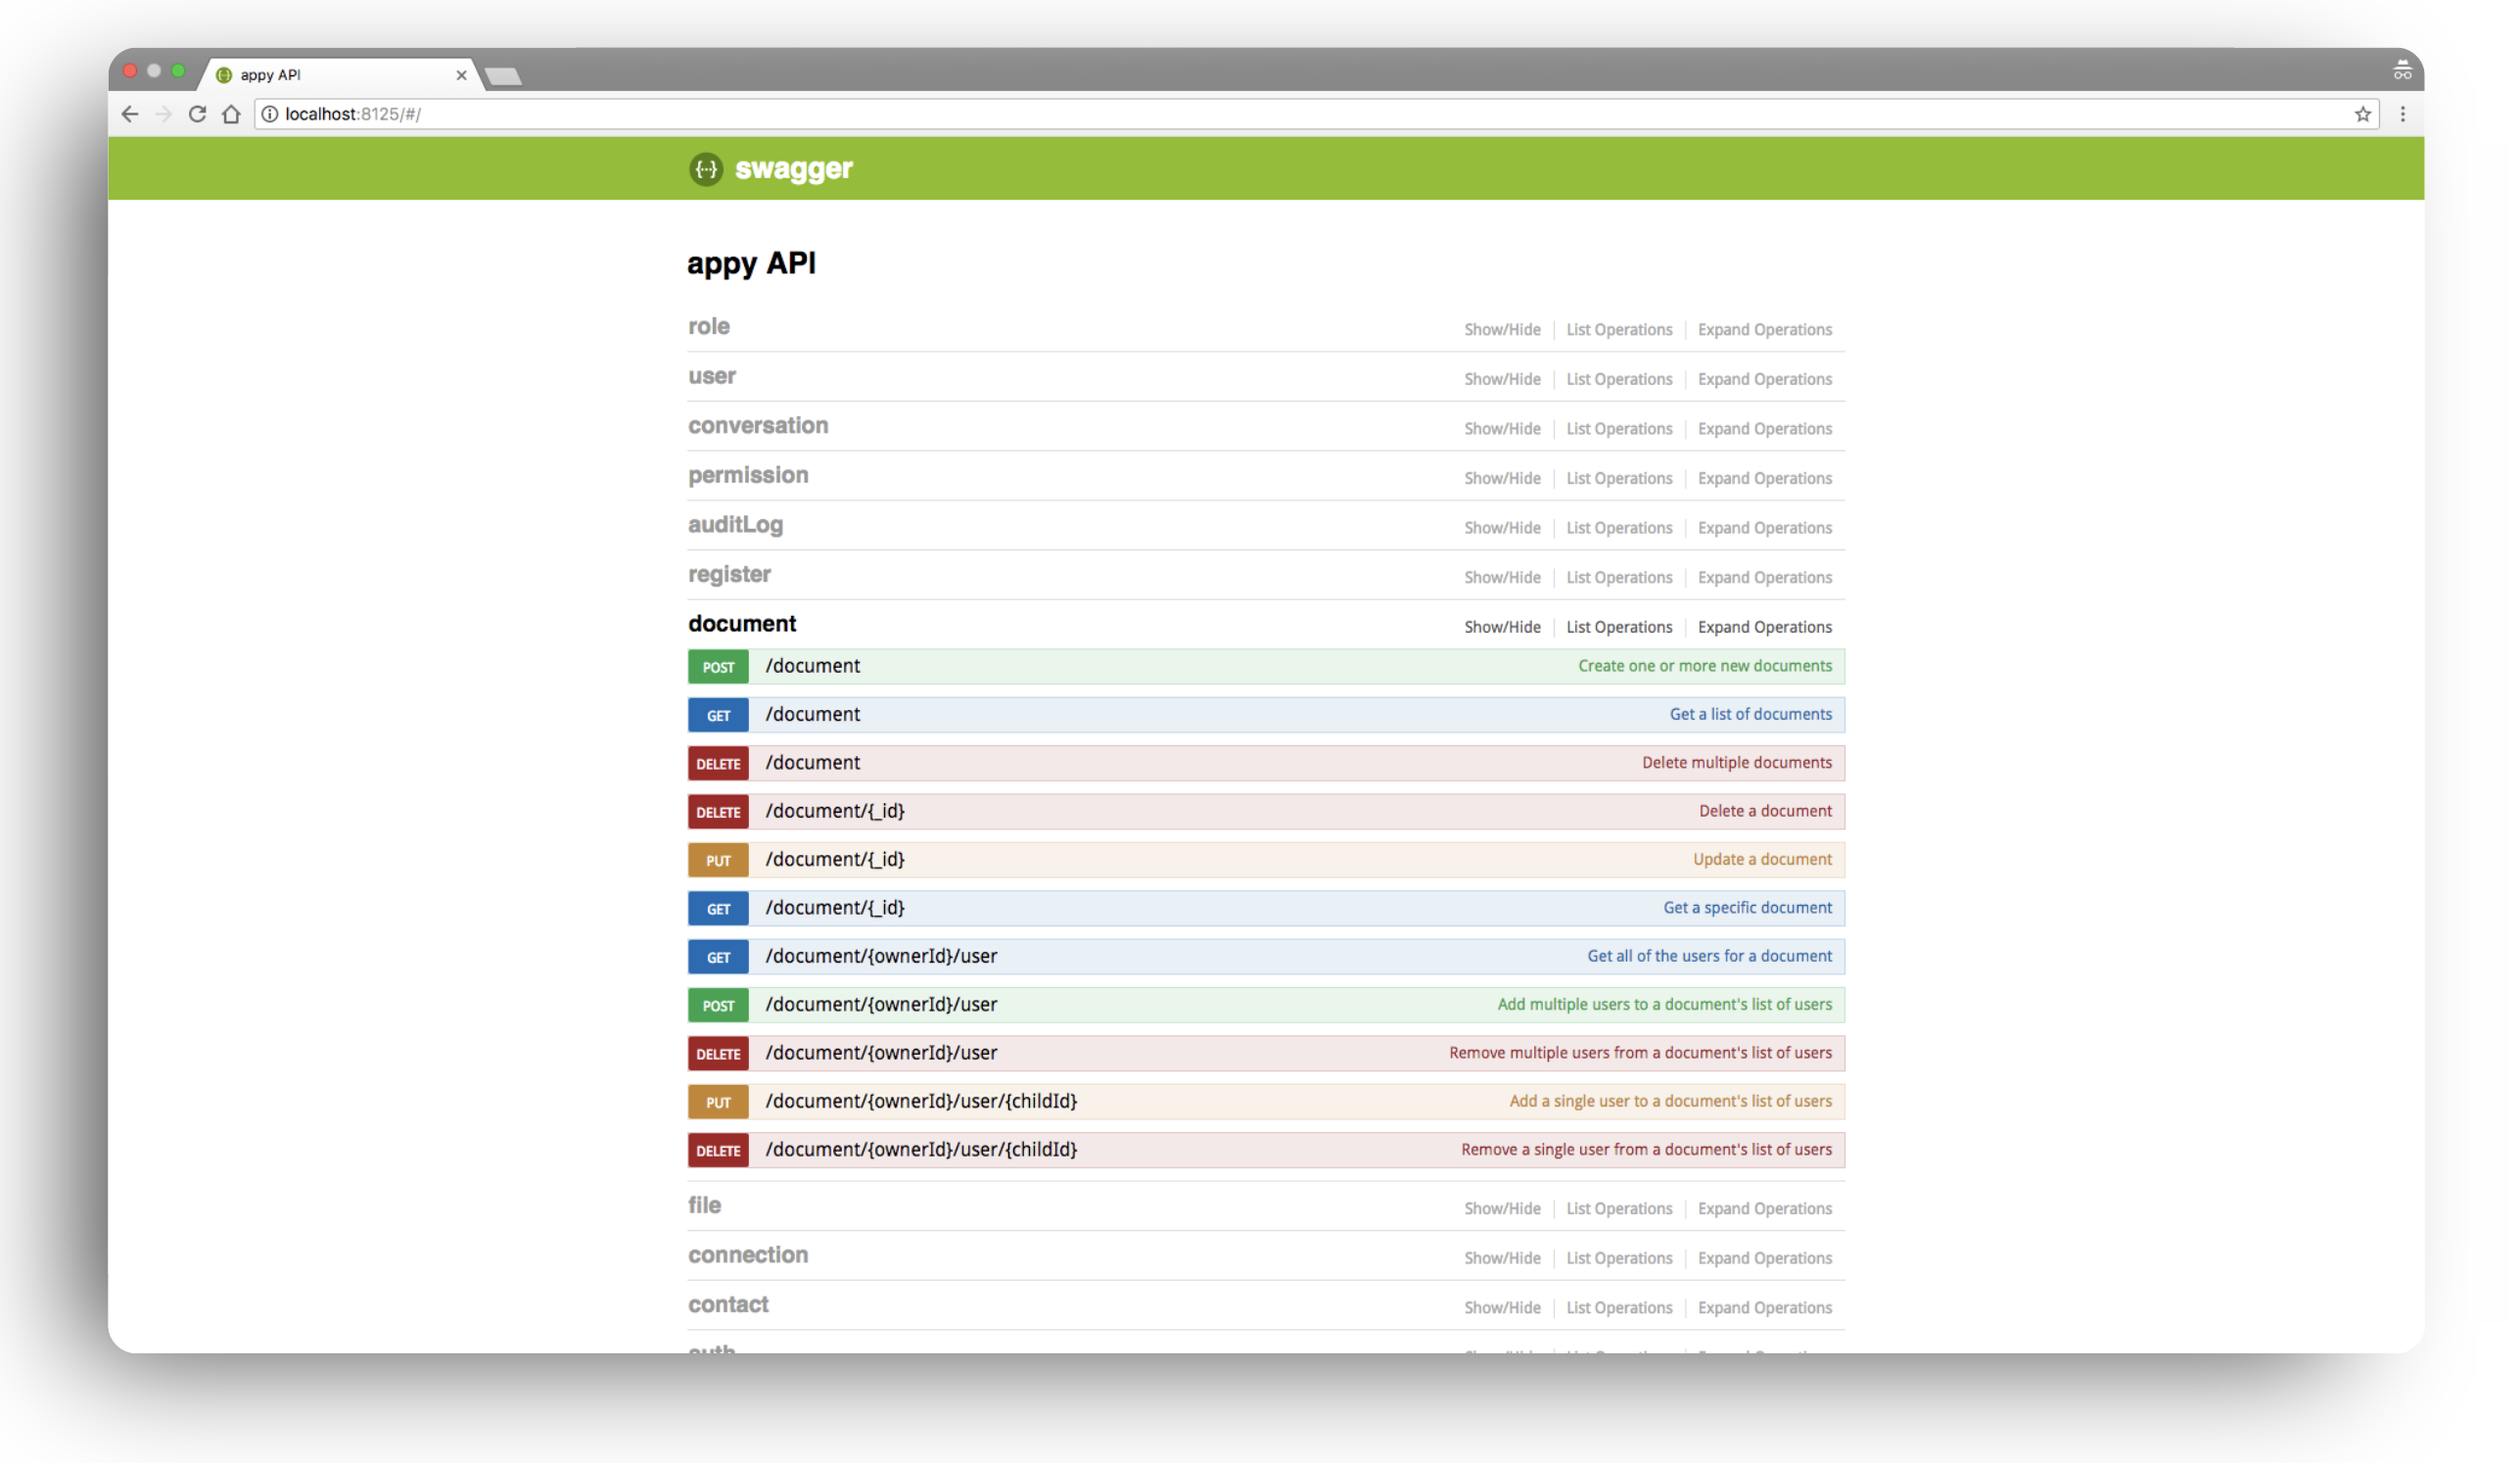 appy API
localhost:8125/#/
swagger
appy API
role Show/Hide List Operations Expand Operations
user Show/Hide List Operations Expand Operations
conversation Show/Hide List Operations Expand Operations
permission Show/Hide List Operations Expand Operations
auditLog Show/Hide List Operations Expand Operations
register Show/Hide List Operations Expand Operations
document Show/Hide List Operations Expand Operations
POST /document Create one or more new documents
GET /document Get a list of documents
DELETE /document Delete multiple documents
DELETE /document/{_id} Delete a document
PUT /document/{_id} Update a document
GET /document/{_id} Get a specific document
GET /document/{ownerId}/user Get all of the users for a document
POST /document/{ownerId}/user Add multiple users to a document's list of users
DELETE /document/{ownerId}/user Remove multiple users from a document's list of users
PUT /document/{ownerId}/user/{childId} Add a single user to a document's list of users
DELETE /document/{ownerId}/user/{childId} Remove a single user from a document's list of users
file Show/Hide List Operations Expand Operations
connection Show/Hide List Operations Expand Operations
contact Show/Hide List Operations Expand Operations
auth